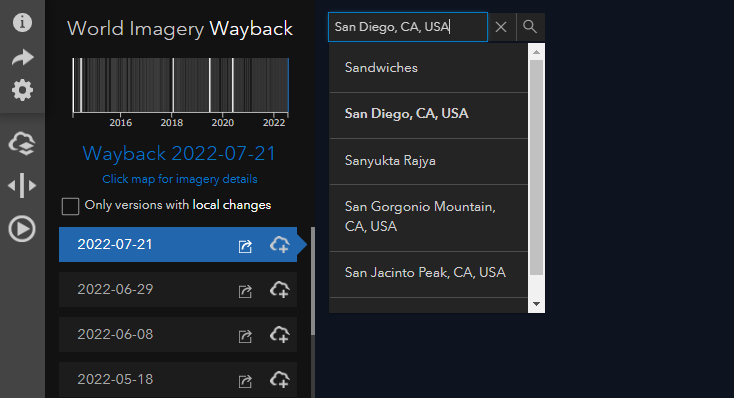 World Imagery Wayback
2016 2018 2020 2022
Wayback 2022-07-21
Click map for imagery details
Only versions with local changes
2022-07-21
2022-06-29
2022-06-08
2022-05-18
San Diego, CA, USA
Sandwiches
San Diego, CA, USA
Sanyukta Rajya
San Gorgonio Mountain,
CA, USA
San Jacinto Peak, CA, USA